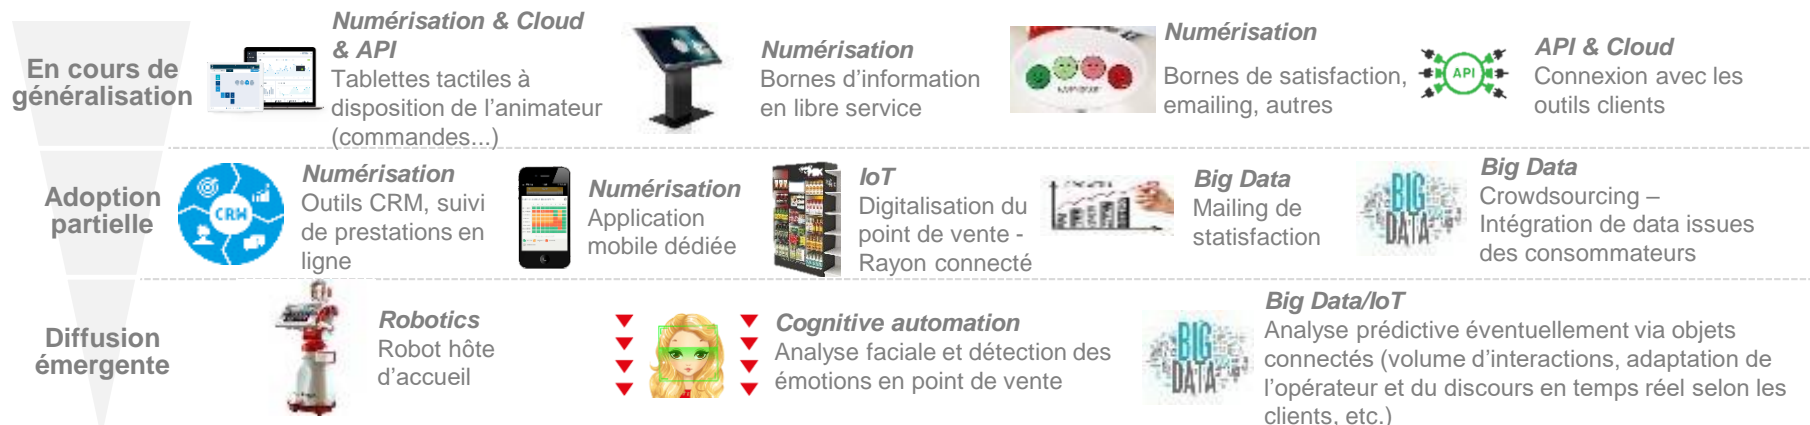 En cours de
généralisation
Numérisation & Cloud
& API
Tablettes tactiles à
disposition de l'animateur
(commandes...)
Numérisation
Bornes d'information
en libre service
Numérisation
Bornes de satisfaction,
emailing, autres
API
API & Cloud
Connexion avec les
outils clients
Adoption
partielle
CRM
Numérisation
Outils CRM, suivi
de prestations en
ligne
Numérisation
Application
mobile dédiée
IoT
Digitalisation du
point de vente -
Rayon connecté
Big Data
Mailing de
statisfaction
BIG
DATA
Big Data
Crowdsourcing –
Intégration de data issues
des consommateurs
Diffusion
émergente
Robotics
Robot hôte
d'accueil
Cognitive automation
Analyse faciale et détection des
émotions en point de vente
BIG
DATA
Big Data/IoT
Analyse prédictive éventuellement via objets
connectés (volume d'interactions, adaptation de
l'opérateur et du discours en temps réel selon les
clients, etc.)